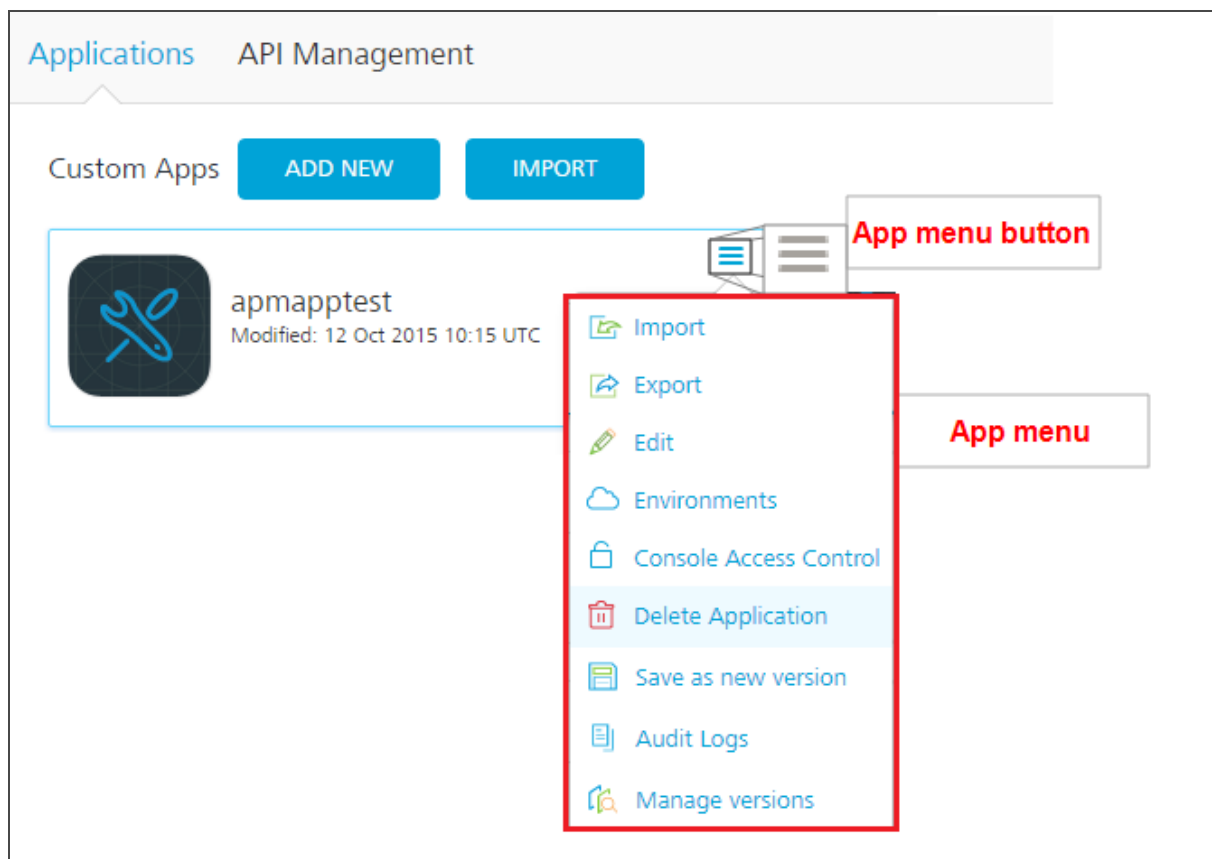 Applications API Management
Custom Apps ADD NEW IMPORT
App menu button
apmapptest
Modified: 12 Oct 2015 10:15 UTC
Import
Export
App menu
Edit
Environments
Console Access Control
Delete Application
Save as new version
Audit Logs
Manage versions